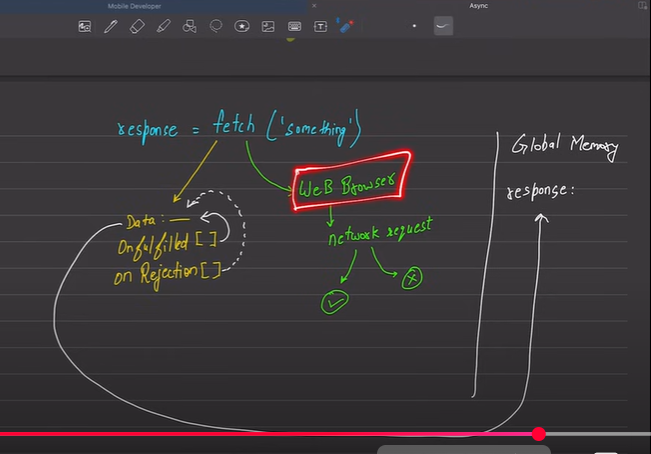 Mobile Developer
Async
response = fetch ('something')
Global Memory
WeB Browser
response:
Data: —
network request
Onfulfilled [ ]
on Rejection [ ]